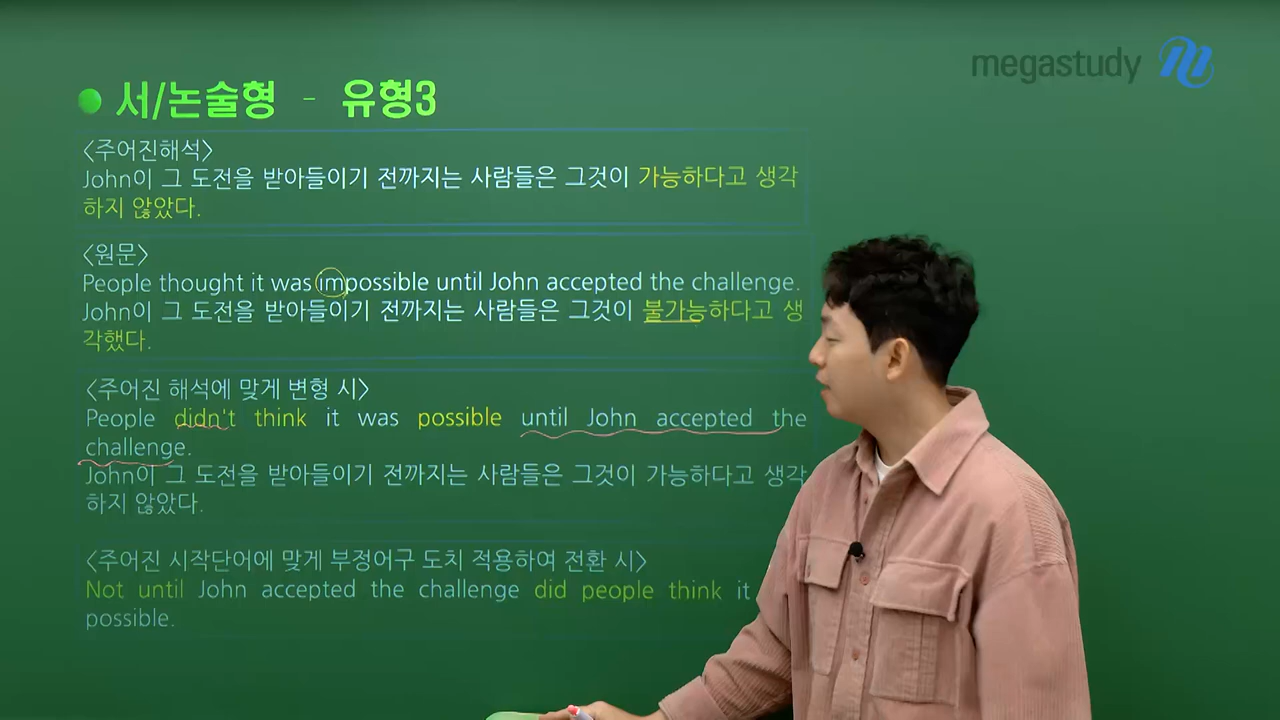 megastudy
서/논술형 - 유형3
<주어진해석>
John이 그 도전을 받아들이기 전까지는 사람들은 그것이 가능하다고 생각
하지 않았다.
<원문>
People thought it was impossible until John accepted the challenge.
John이 그 도전을 받아들이기 전까지는 사람들은 그것이 불가능하다고 생
각했다.
<주어진 해석에 맞게 변형 시>
People didn't think it was possible until John accepted the
challenge.
John이 그 도전을 받아들이기 전까지는 사람들은 그것이 가능하다고 생각
하지 않았다.
<주어진 시작단어에 맞게 부정어구 도치 적용하여 전환 시>
Not until John accepted the challenge did people think it
possible.